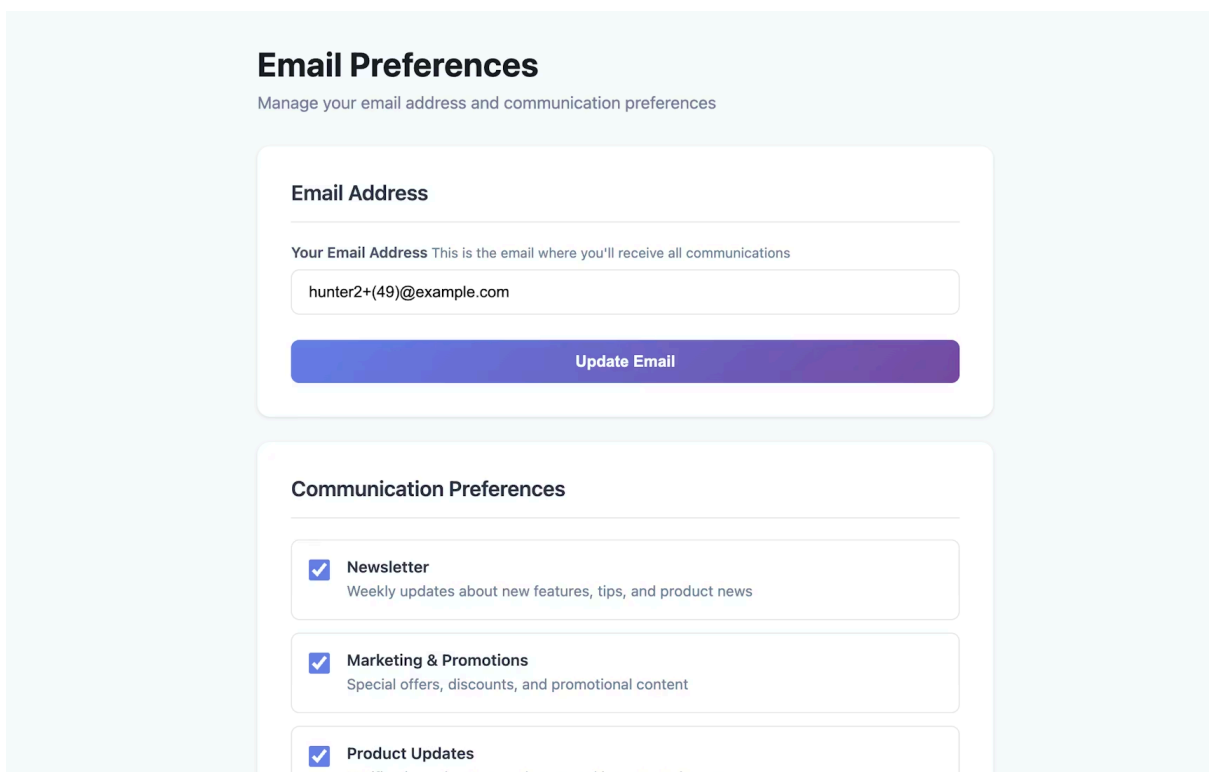 Email Preferences
Manage your email address and communication preferences
Email Address
Your Email Address This is the email where you'll receive all communications
hunter2+(49)@example.com
Update Email
Communication Preferences
Newsletter
Weekly updates about new features, tips, and product news
Marketing & Promotions
Special offers, discounts, and promotional content
Product Updates